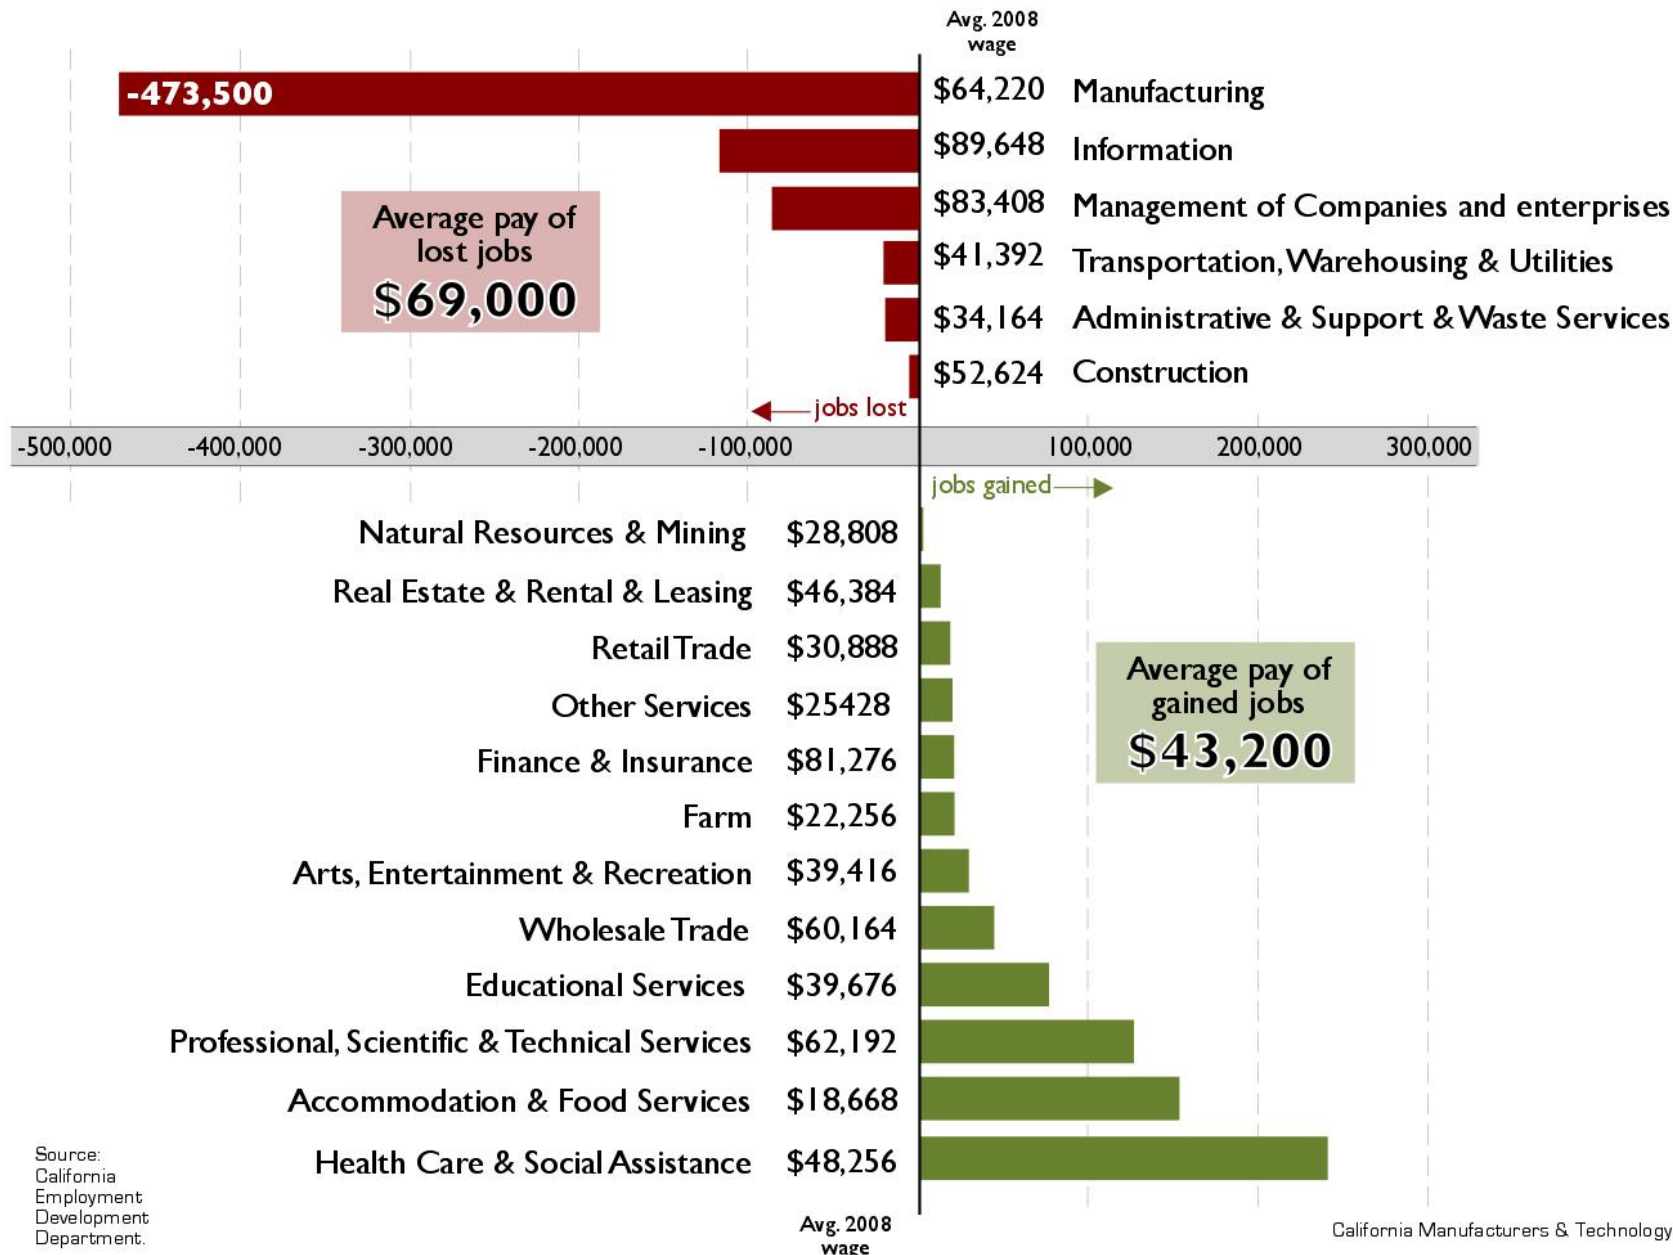 Avg. 2008
wage
-473,500
$64,220 Manufacturing
$89,648 Information
$83,408 Management of Companies and enterprises
$41,392 Transportation, Warehousing & Utilities
$34,164 Administrative & Support & Waste Services
$52,624 Construction
Average pay of
lost jobs
$69,000
jobs lost
-500,000 -400,000 -300,000 -200,000 -100,000 100,000 200,000 300,000
jobs gained
Natural Resources & Mining $28,808
Real Estate & Rental & Leasing $46,384
Retail Trade $30,888
Other Services $25428
Finance & Insurance $81,276
Farm $22,256
Arts, Entertainment & Recreation $39,416
Wholesale Trade $60,164
Educational Services $39,676
Professional, Scientific & Technical Services $62,192
Accommodation & Food Services $18,668
Health Care & Social Assistance $48,256
Average pay of
gained jobs
$43,200
Avg. 2008
wage
Source:
California
Employment
Development
Department.
California Manufacturers & Technology